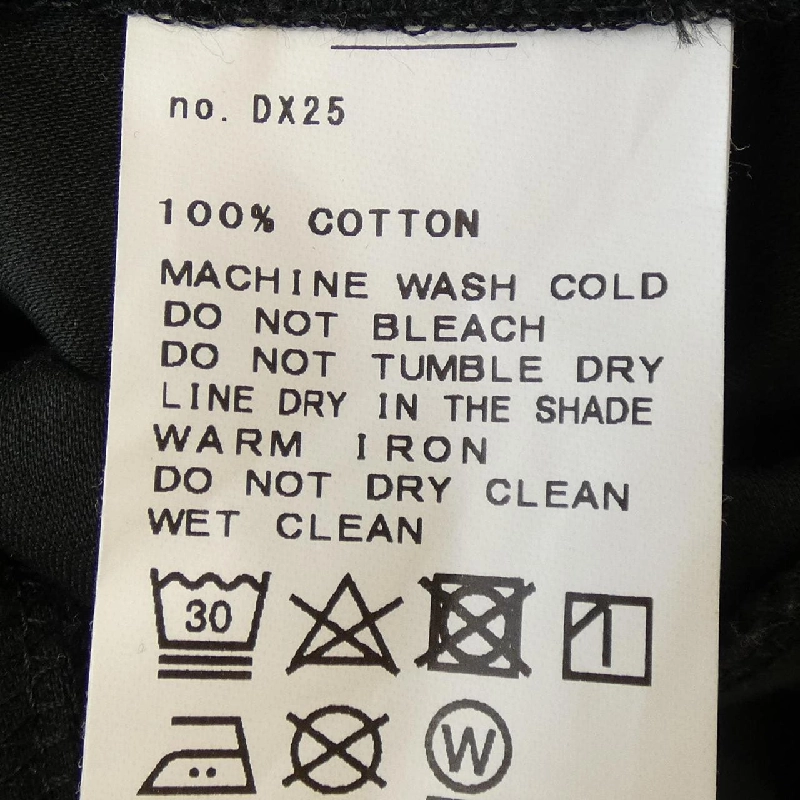 no. DX25
100% COTTON
MACHINE WASH COLD
DO NOT BLEACH
DO NOT TUMBLE DRY
LINE DRY IN THE SHADE
WARM IRON
DO NOT DRY CLEAN
WET CLEAN
30
W